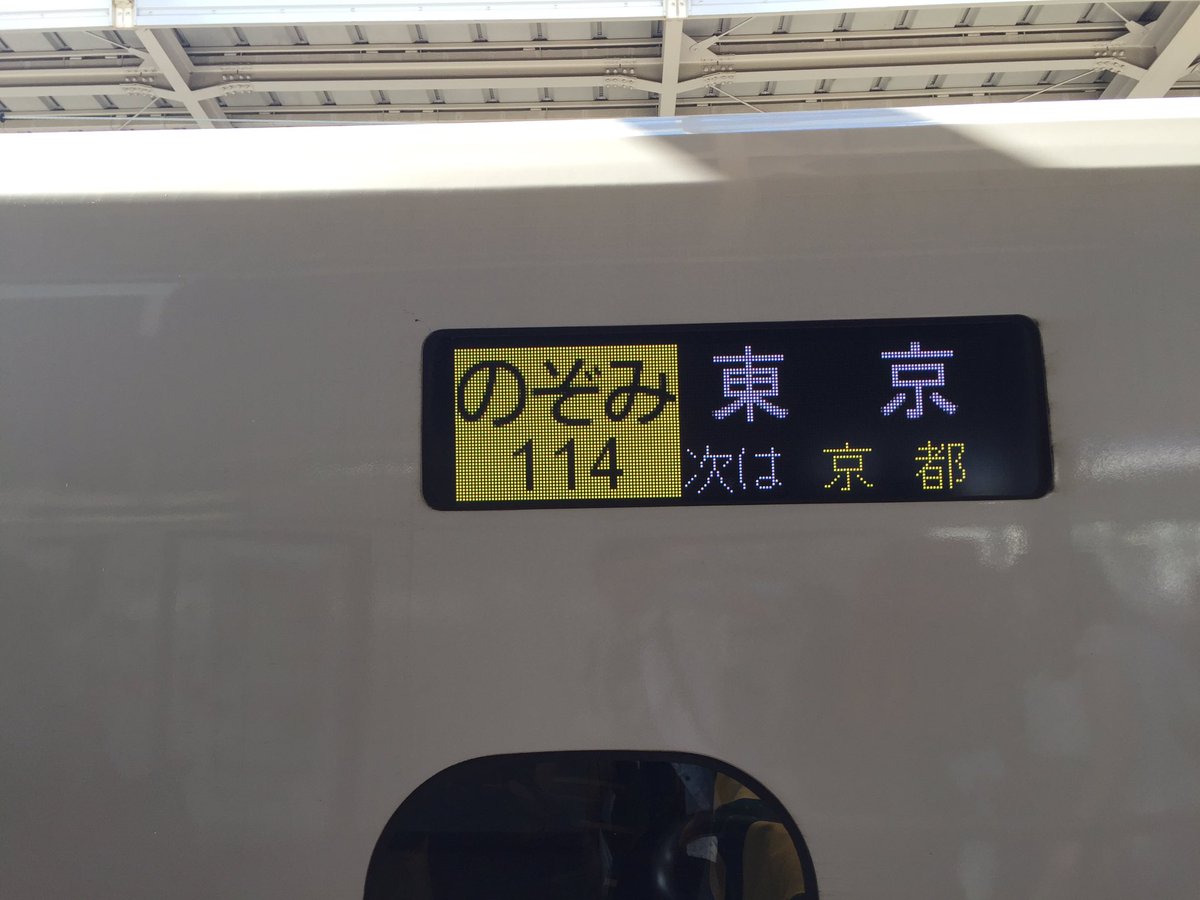 のぞみ 東京
114 次は 京都